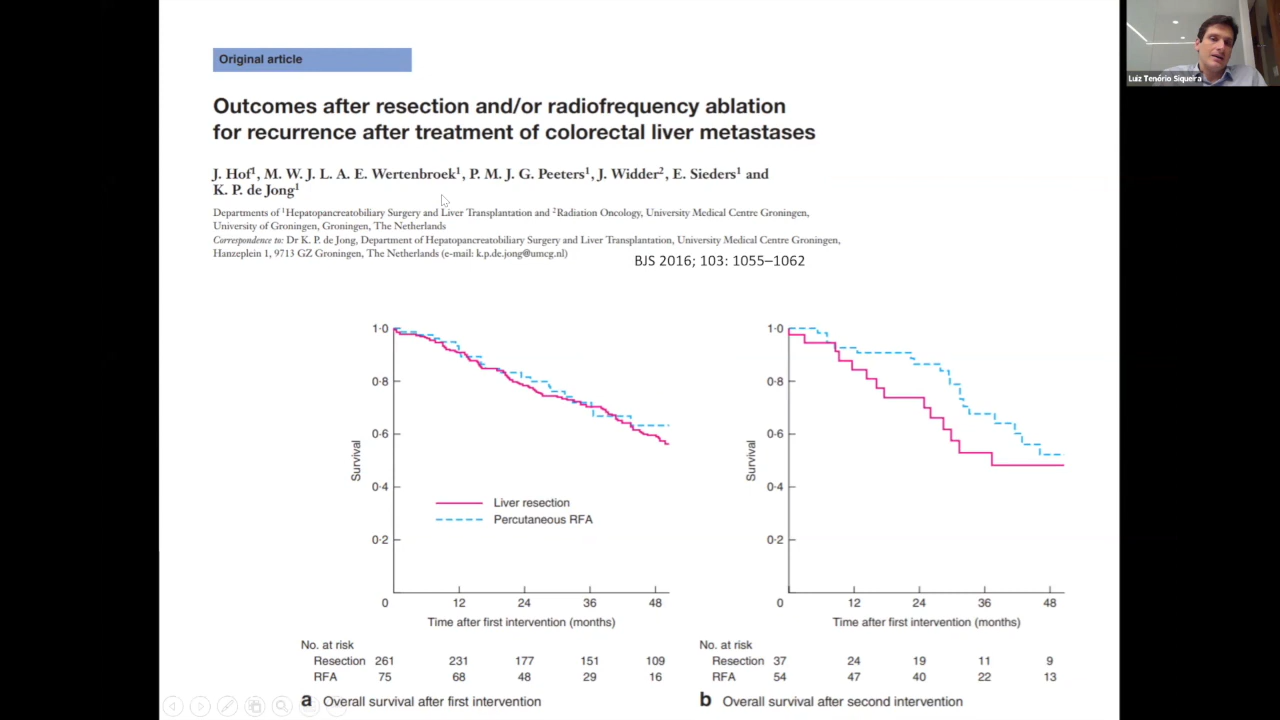 Original article
Outcomes after resection and/or radiofrequency ablation
for recurrence after treatment of colorectal liver metastases
J. Hof¹, M. W. J. L. A. E. Wertenbroek¹, P. M. J. G. Peeters¹, J. Widder², E. Sieders¹ and
K. P. de Jong¹
Departments of ¹Hepatopancreatobiliary Surgery and Liver Transplantation and ²Radiation Oncology, University Medical Centre Groningen,
University of Groningen, Groningen, The Netherlands
Correspondence to: Dr K. P. de Jong, Department of Hepatopancreatobiliary Surgery and Liver Transplantation, University Medical Centre Groningen,
Hanzeplein 1, 9713 GZ Groningen, The Netherlands (e-mail: k.p.de.jong@umcg.nl)
BJS 2016; 103: 1055–1062
Luiz Tenório Siqueira
1·0
0·8
0·6
0·4
0·2
0
Survival
Liver resection
Percutaneous RFA
12 24 36 48
Time after first intervention (months)
No. at risk
Resection 261 231 177 151 109
RFA 75 68 48 29 16
a Overall survival after first intervention
1·0
0·8
0·6
0·4
0·2
0
Survival
12 24 36 48
Time after first intervention (months)
No. at risk
Resection 37 24 19 11 9
RFA 54 47 40 22 13
b Overall survival after second intervention